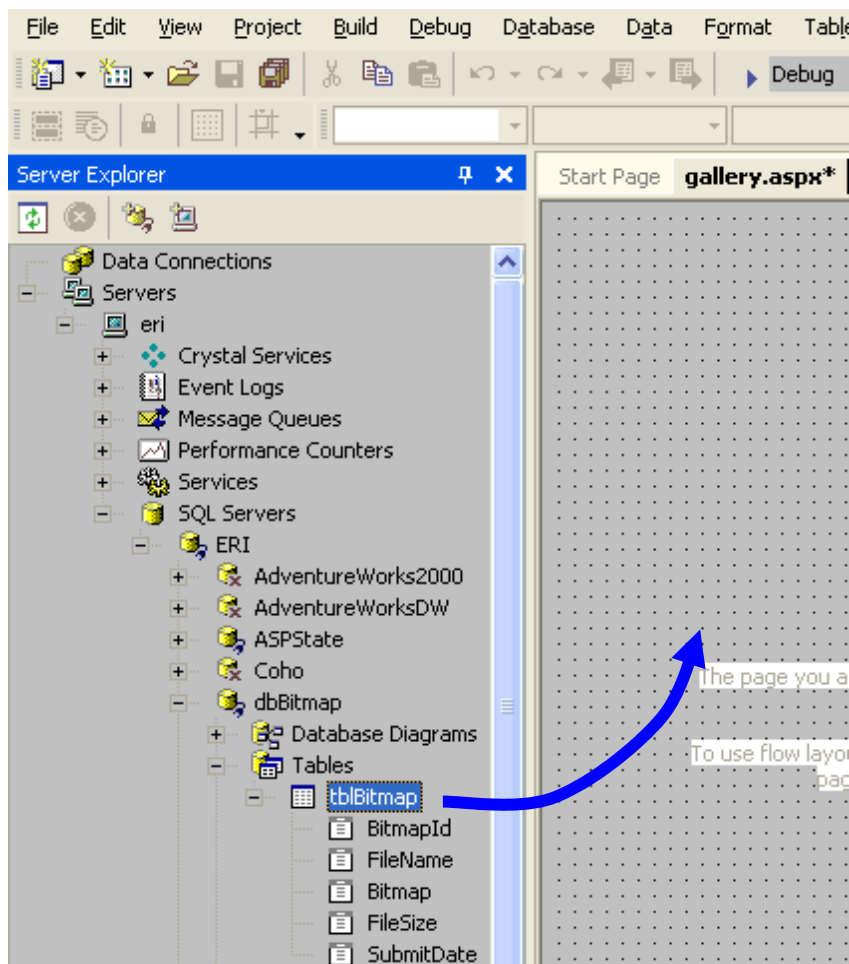 File Edit View Project Build Debug Database Data Format
Debug
Server Explorer
Start Page gallery.aspx*
Data Connections
Servers
eri
Crystal Services
Event Logs
Message Queues
Performance Counters
Services
SQL Servers
ERI
AdventureWorks2000
AdventureWorksDW
ASPState
Coho
dbBitmap
The page you a
Database Diagrams
To use flow layou
Tables
pag
tblBitmap
BitmapId
FileName
Bitmap
FileSize
SubmitDate